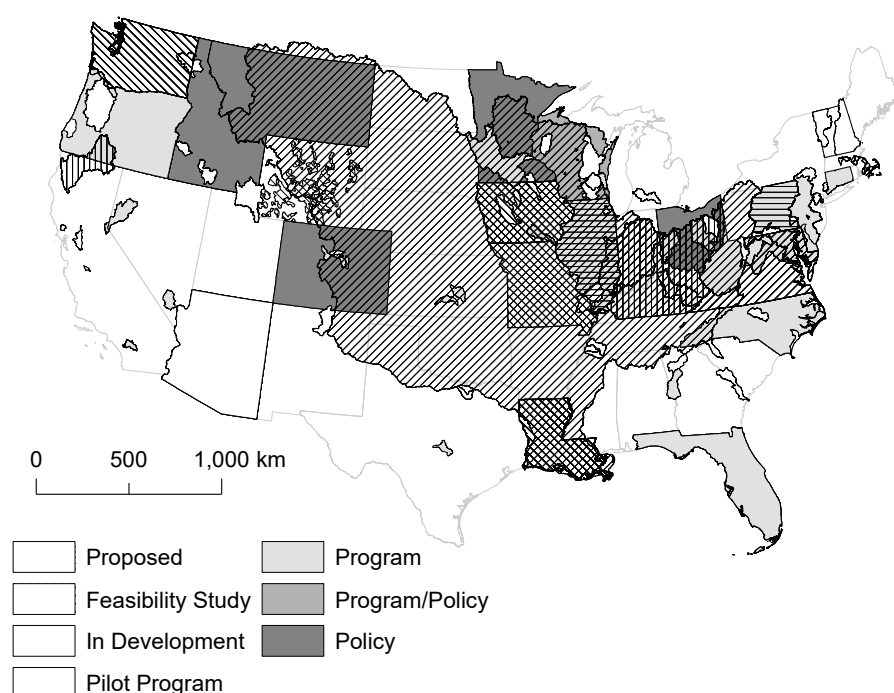 0 500 1,000 km
Proposed
Feasibility Study
In Development
Pilot Program
Program
Program/Policy
Policy